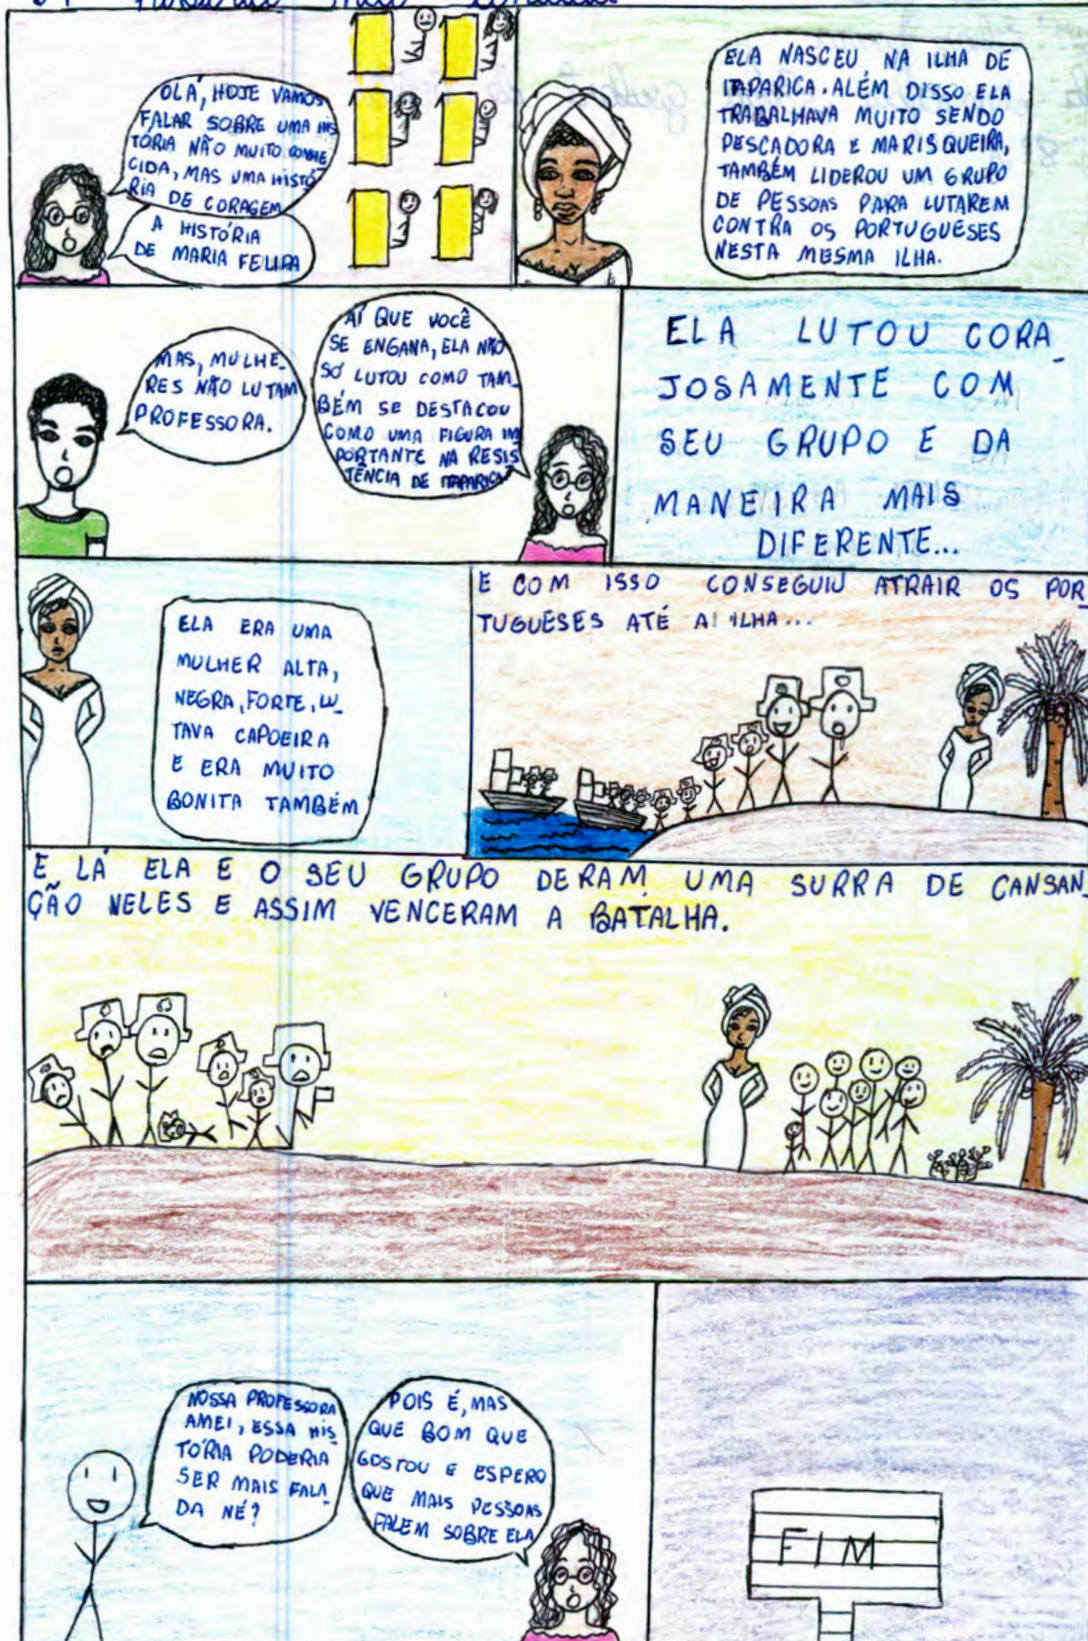 OLÁ, HOJE VAMOS
FALAR SOBRE UMA HIS
TÓRIA NÃO MUITO CONHE
CIDA, MAS UMA HISTÓ
RIA DE CORAGEM
A HISTÓRIA
DE MARIA FELIPA
ELA NASCEU NA ILHA DE
ITAPARICA. ALÉM DISSO ELA
TRABALHAVA MUITO SENDO
PESCADORA E MARISQUEIRA,
TAMBÉM LIDEROU UM GRUPO
DE PESSOAS PARA LUTAREM
CONTRA OS PORTUGUESES
NESTA MESMA ILHA.
MAS, MULHE_
RES NÃO LUTAM
PROFESSORA.
AÍ QUE VOCÊ
SE ENGANA, ELA NÃO
SÓ LUTOU COMO TAM_
BÉM SE DESTACOU
COMO UMA FIGURA IM
PORTANTE NA RESIS
TÊNCIA DE ITAPARICA
ELA LUTOU CORA_
JOSAMENTE COM
SEU GRUPO E DA
MANEIRA MAIS
DIFERENTE...
ELA ERA UMA
MULHER ALTA,
NEGRA, FORTE, LU_
TAVA CAPOEIRA
E ERA MUITO
BONITA TAMBÉM
E COM ISSO CONSEGUIU ATRAIR OS POR_
TUGUESES ATÉ A ILHA...
E LÁ ELA E O SEU GRUPO DERAM UMA SURRA DE CANSAN_
ÇÃO NELES E ASSIM VENCERAM A BATALHA.
NOSSA PROFESSORA
AMEI, ESSA HIS
TÓRIA PODERIA
SER MAIS FALA_
DA NÉ?
POIS É, MAS
QUE BOM QUE
GOSTOU E ESPERO
QUE MAIS PESSOAS
FALEM SOBRE ELA
FIM